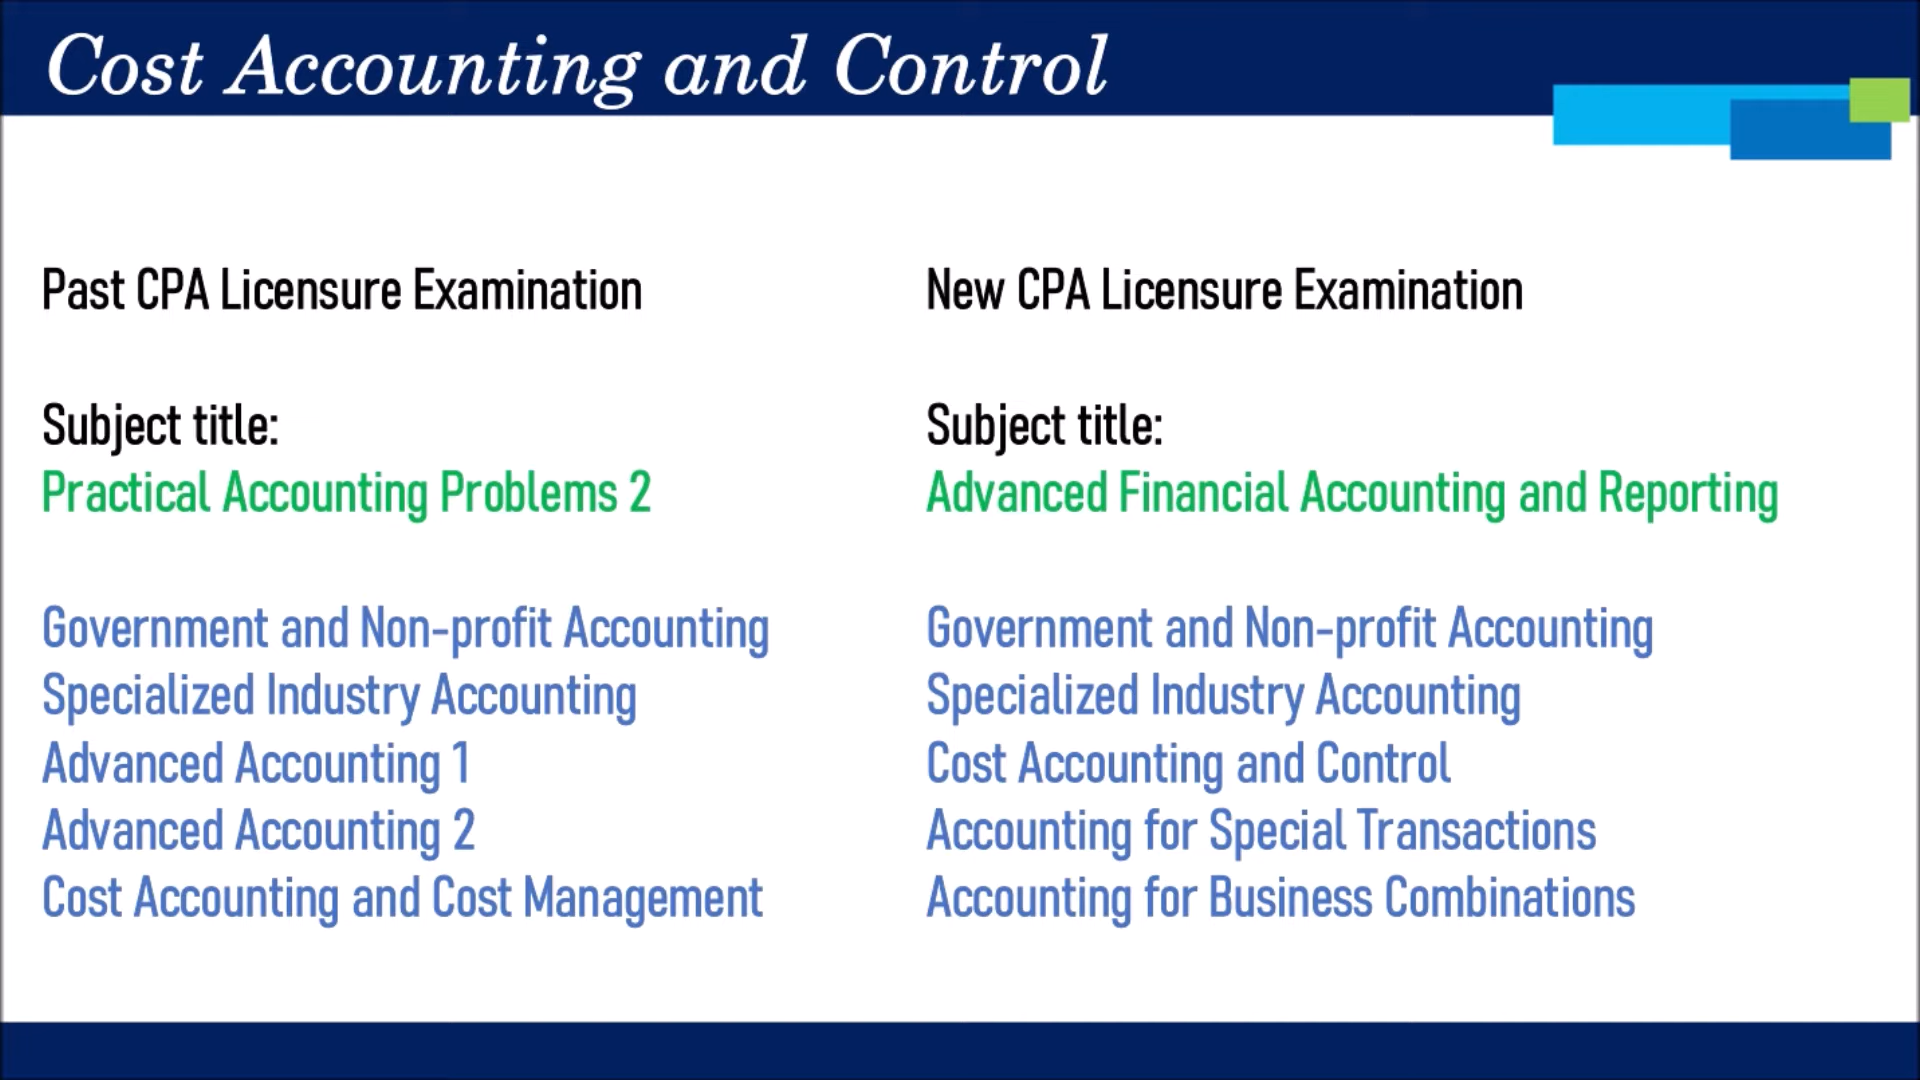 Cost Accounting and Control
Past CPA Licensure Examination
Subject title:
Practical Accounting Problems 2
Government and Non-profit Accounting
Specialized Industry Accounting
Advanced Accounting 1
Advanced Accounting 2
Cost Accounting and Cost Management
New CPA Licensure Examination
Subject title:
Advanced Financial Accounting and Reporting
Government and Non-profit Accounting
Specialized Industry Accounting
Cost Accounting and Control
Accounting for Special Transactions
Accounting for Business Combinations